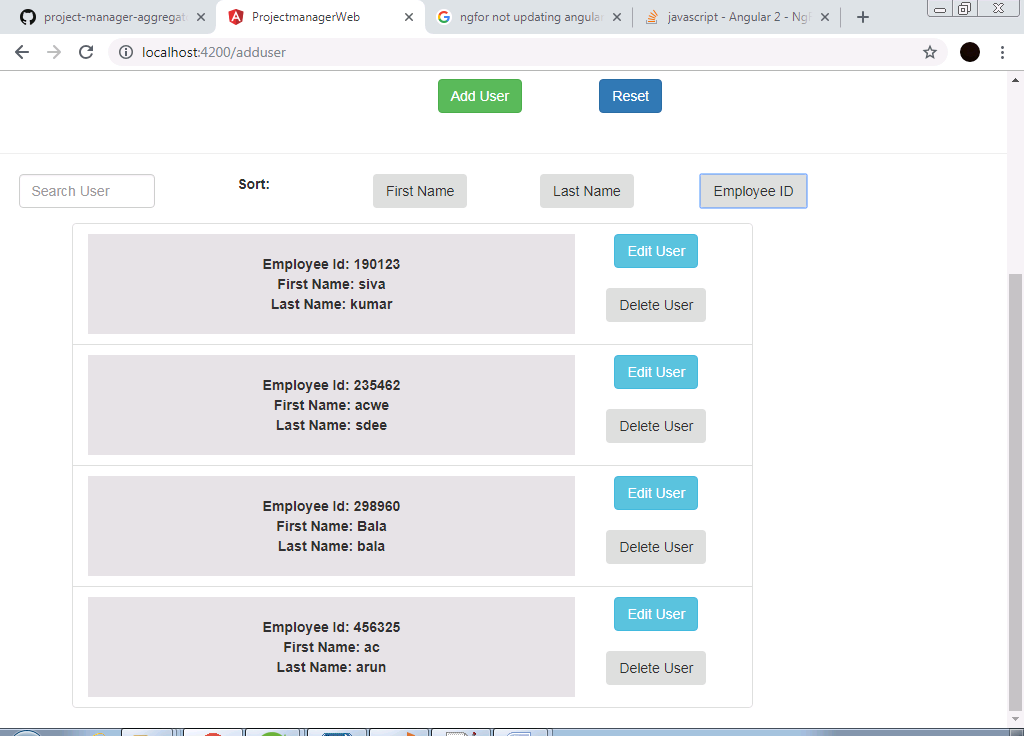 project-manager-aggregat
ProjectmanagerWeb
ngfor not updating angula
javascript - Angular 2 - Ngf
localhost:4200/adduser
Add User
Reset
Search User
Sort:
First Name
Last Name
Employee ID
Employee Id: 190123
First Name: siva
Last Name: kumar
Edit User
Delete User
Employee Id: 235462
First Name: acwe
Last Name: sdee
Edit User
Delete User
Employee Id: 298960
First Name: Bala
Last Name: bala
Edit User
Delete User
Employee Id: 456325
First Name: ac
Last Name: arun
Edit User
Delete User